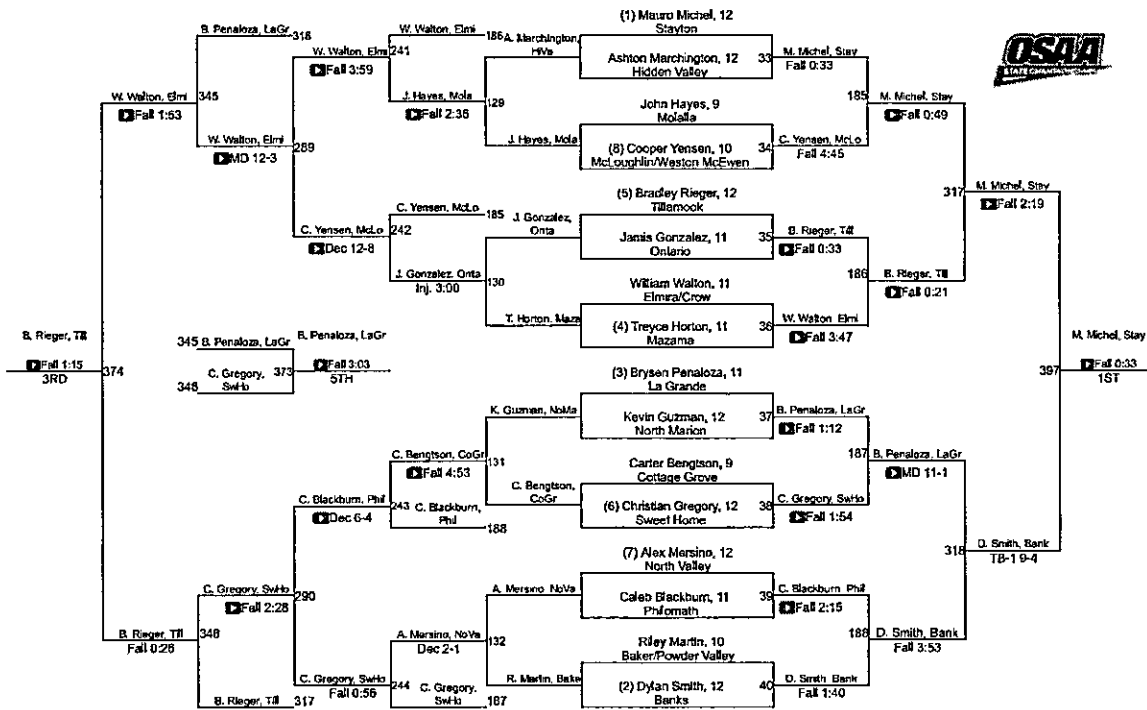 OSAA
STATE CHAMPIONSHIPS
(1) Mauro Michel, 12
Stayton
33
Ashton Marchington, 12
Hidden Valley
John Hayes, 9
Molalla
34
(8) Cooper Yensen, 10
McLoughlin/Weston McEwen
(5) Bradley Rieger, 12
Tillamook
35
Jamis Gonzalez, 11
Ontario
William Walton, 11
Elmira/Crow
36
(4) Treyce Horton, 11
Mazama
(3) Brysen Penaloza, 11
La Grande
37
Kevin Guzman, 12
North Marion
Carter Bengtson, 9
Cottage Grove
38
(6) Christian Gregory, 12
Sweet Home
(7) Alex Mersino, 12
North Valley
39
Caleb Blackburn, 11
Philomath
Riley Martin, 10
Baker/Powder Valley
40
(2) Dylan Smith, 12
Banks
M. Michel, Stay
Fall 0:33
185
C. Yensen, McLo
Fall 4:45
B. Rieger, Till
Fall 0:33
186
W. Walton, Elmi
Fall 3:47
B. Penaloza, LaGr
Fall 1:12
187
C. Gregory, SwHo
Fall 1:54
C. Blackburn, Phil
Fall 2:15
188
D. Smith, Bank
Fall 1:40
M. Michel, Stay
Fall 0:49
317
B. Rieger, Till
Fall 0:21
B. Penaloza, LaGr
MD 11-1
318
D. Smith, Bank
Fall 3:53
M. Michel, Stay
Fall 2:19
397
D. Smith, Bank
TB-1 9-4
M. Michel, Stay
Fall 0:33
1ST
A. Marchington,
HiVa
129
J. Hayes, Mola
J. Gonzalez,
Onta
130
T. Horton, Maza
K. Guzman, NoMa
131
C. Bengtson,
CoGr
A. Mersino, NoVa
132
R. Martin, Bake
W. Walton, Elmi
186
241
J. Hayes, Mola
Fall 2:36
C. Yensen, McLo
185
242
J. Gonzalez, Onta
Inj. 3:00
C. Bengtson, CoGr
Fall 4:53
243
C. Blackburn,
Phil
188
A. Mersino, NoVa
Dec 2-1
244
C. Gregory,
SwHo
187
W. Walton, Elmi
Fall 3:59
289
C. Yensen, McLo
Dec 12-8
C. Blackburn, Phil
Dec 6-4
290
C. Gregory, SwHo
Fall 0:56
B. Penaloza, LaGr
318
345
W. Walton, Elmi
MD 12-3
C. Gregory, SwHo
Fall 2:28
346
B. Rieger, Till
317
W. Walton, Elmi
Fall 1:53
374
B. Rieger, Till
Fall 0:26
B. Rieger, Till
Fall 1:15
3RD
345
B. Penaloza, LaGr
373
C. Gregory,
SwHo
346
B. Penaloza, LaGr
Fall 3:03
5TH